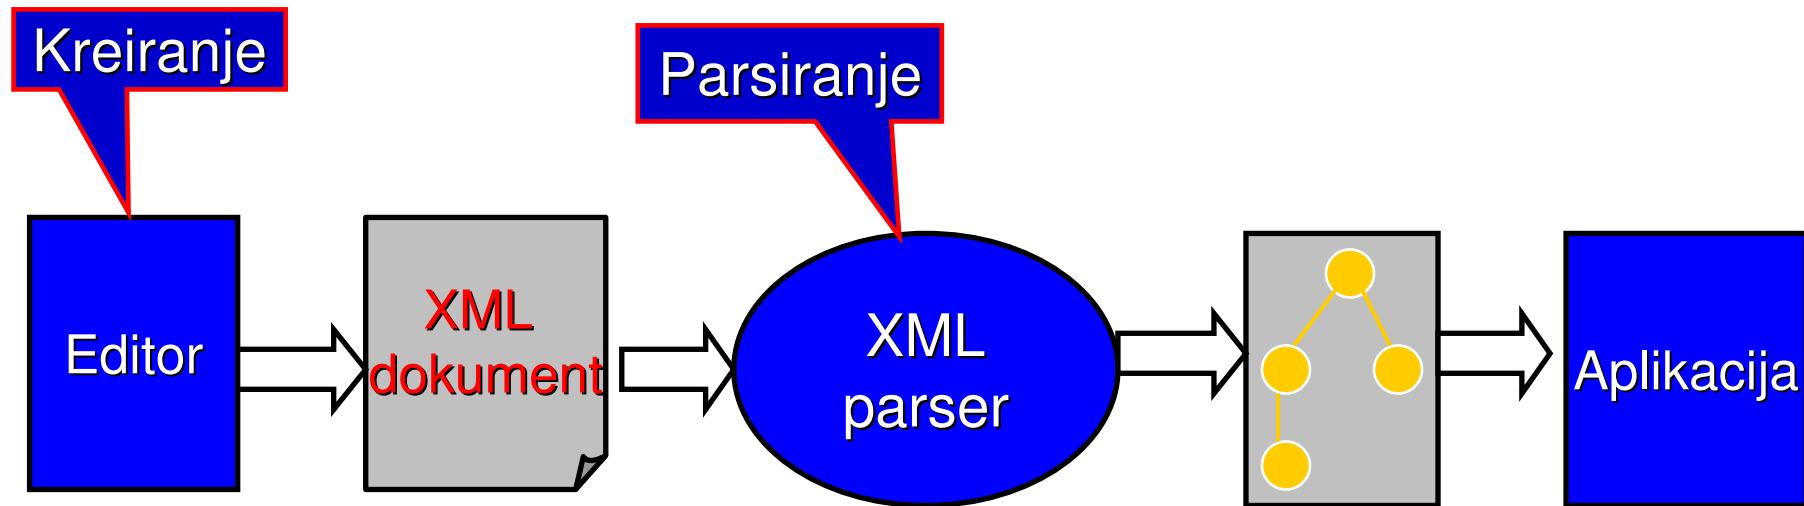 Kreiranje
Parsiranje
Editor
XML
dokument
XML
parser
Aplikacija